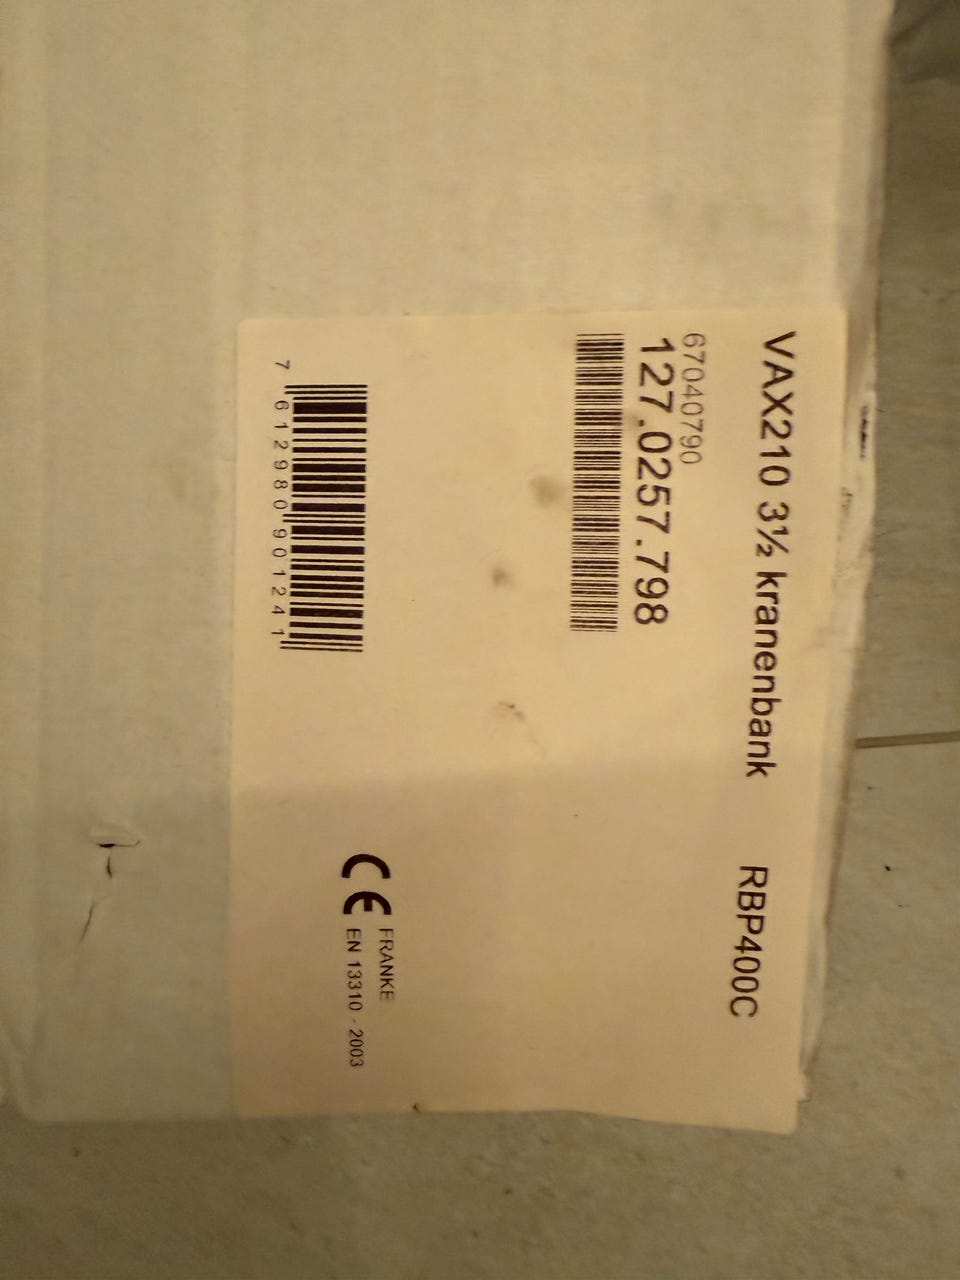 VAX210 3½ kranenbank RBP400C
67040790
127.0257.798
7 612980 901241
CE FRANKE
EN 13310 - 2003